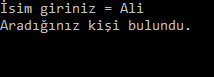 İsim giriniz = Ali
Aradığınız kişi bulundu.